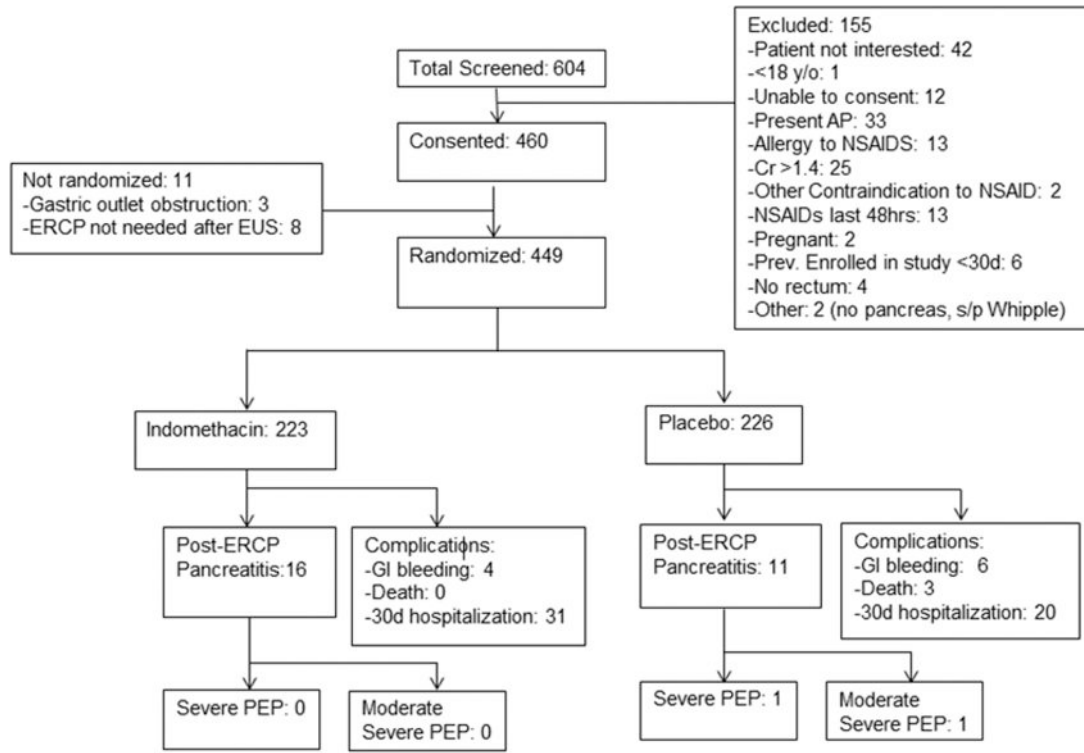 Total Screened: 604
Excluded: 155
-Patient not interested: 42
-<18 y/o: 1
-Unable to consent: 12
-Present AP: 33
-Allergy to NSAIDS: 13
-Cr >1.4: 25
-Other Contraindication to NSAID: 2
-NSAIDs last 48hrs: 13
-Pregnant: 2
-Prev. Enrolled in study <30d: 6
-No rectum: 4
-Other: 2 (no pancreas, s/p Whipple)
Consented: 460
Not randomized: 11
-Gastric outlet obstruction: 3
-ERCP not needed after EUS: 8
Randomized: 449
Indomethacin: 223
Placebo: 226
Post-ERCP
Pancreatitis:16
Complications:
-GI bleeding: 4
-Death: 0
-30d hospitalization: 31
Post-ERCP
Pancreatitis: 11
Complications:
-GI bleeding: 6
-Death: 3
-30d hospitalization: 20
Severe PEP: 0
Moderate
Severe PEP: 0
Severe PEP: 1
Moderate
Severe PEP: 1